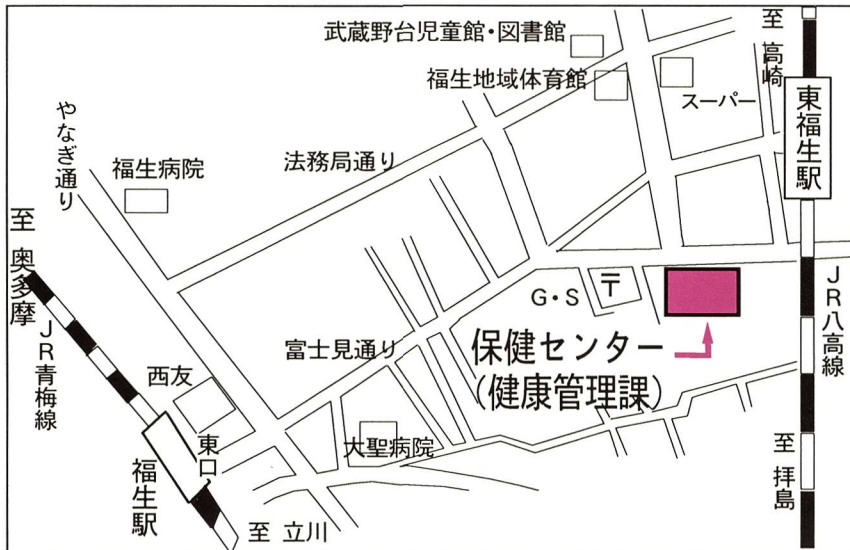 武蔵野台児童館・図書館
至 高崎
福生地域体育館
スーパー
東福生駅
やなぎ通り
福生病院
法務局通り
至 奥多摩
JR青梅線
G・S
〒
JR八高線
富士見通り
保健センター
(健康管理課)
西友
大聖病院
東口
福生駅
至 拝島
至 立川